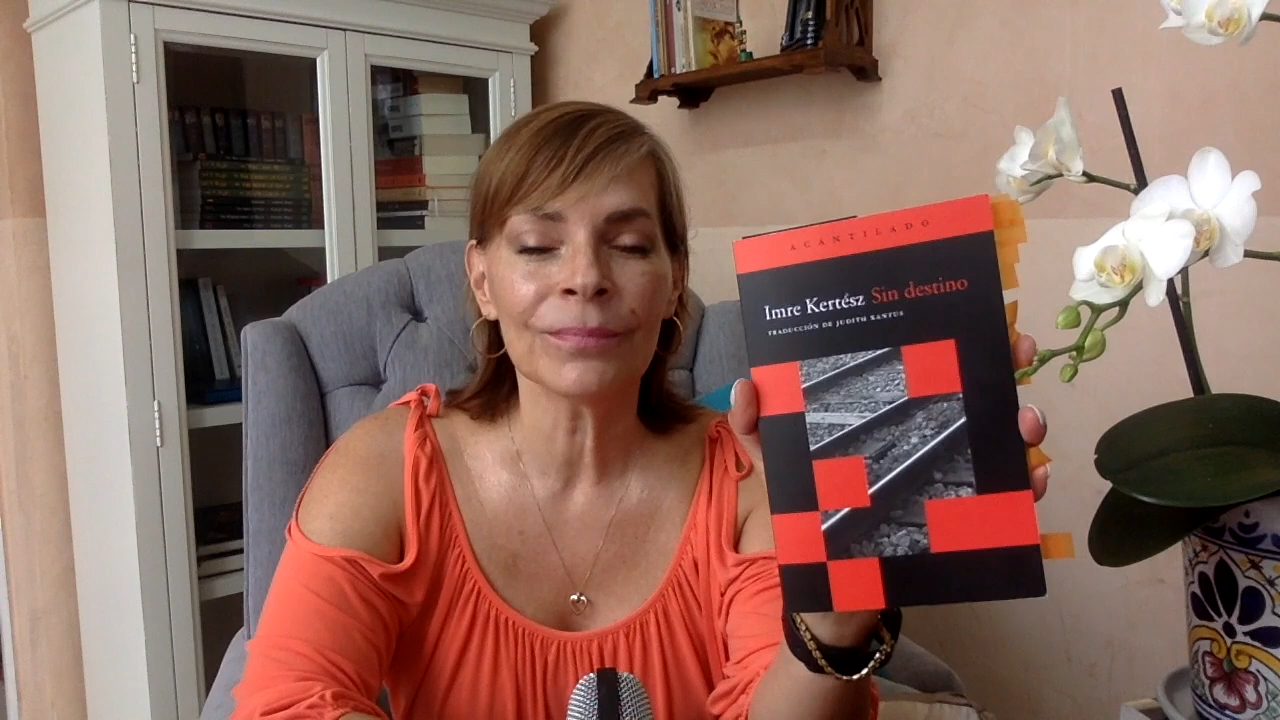 ACANTILADO
Imre Kertész Sin destino
TRADUCCIÓN DE JUDITH XANTUS